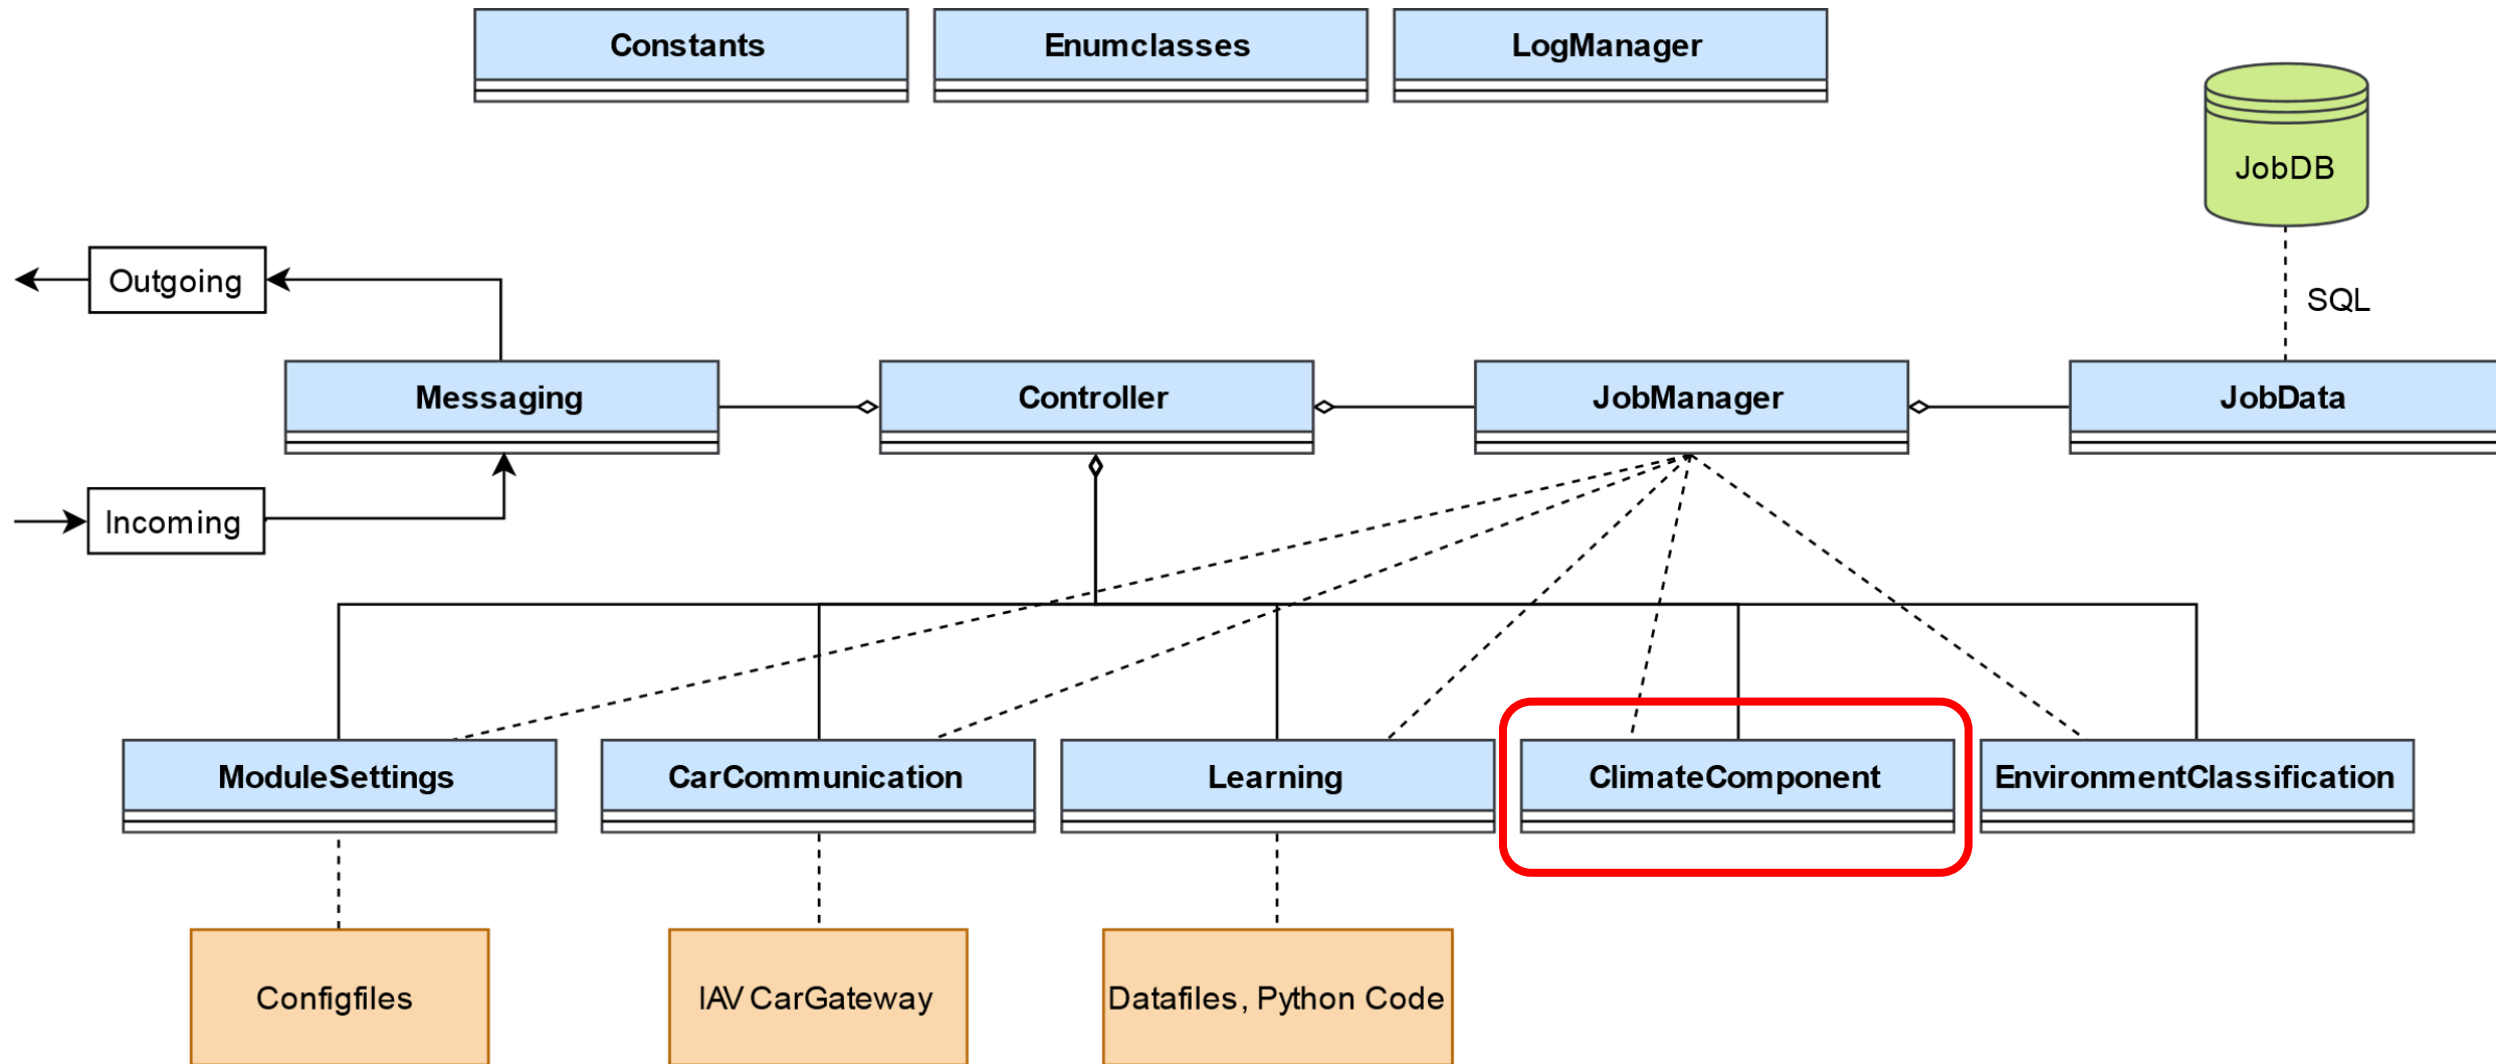 Constants
Enumclasses
LogManager
JobDB
Outgoing
SQL
Messaging
Controller
JobManager
JobData
Incoming
ModuleSettings
CarCommunication
Learning
ClimateComponent
EnvironmentClassification
Configfiles
IAV CarGateway
Datafiles, Python Code